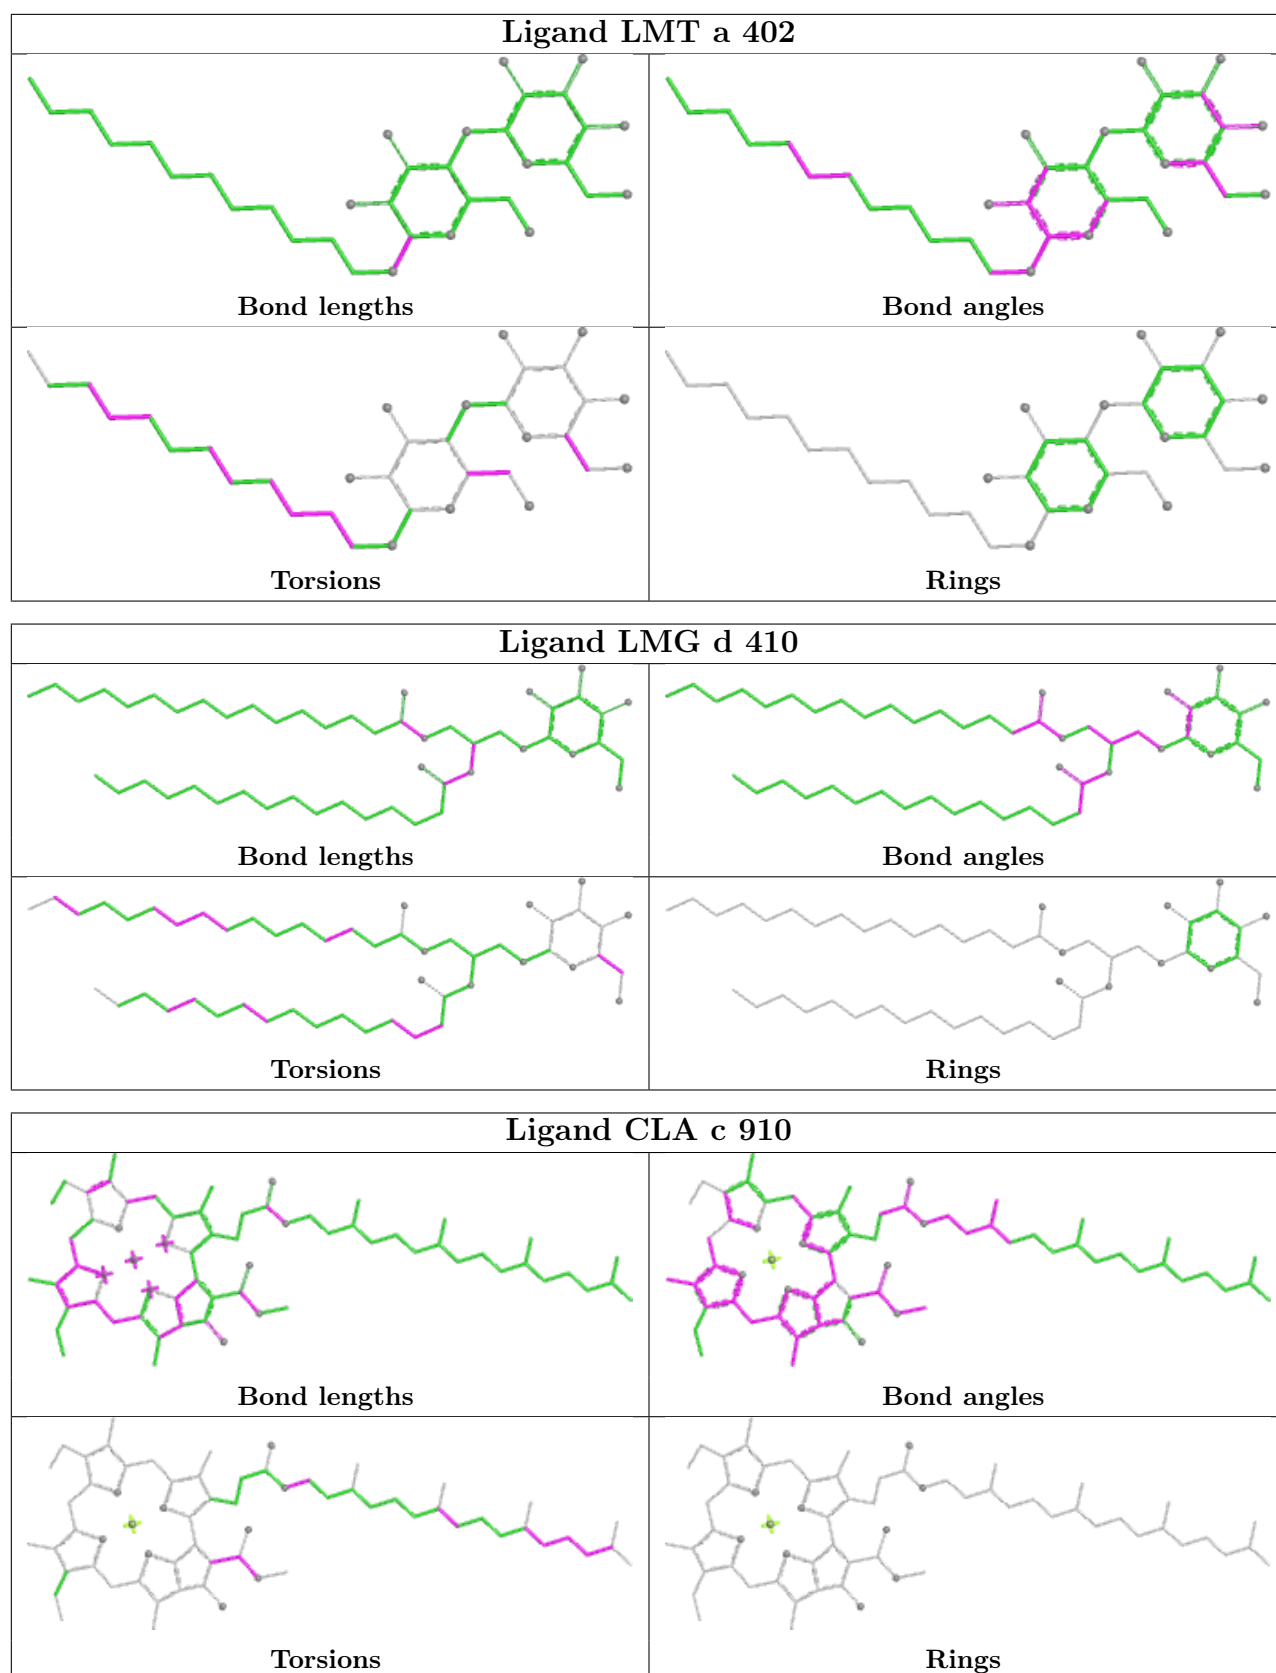 Ligand LMT a 402
Bond lengths
Bond angles
Torsions
Rings
Ligand LMG d 410
Bond lengths
Bond angles
Torsions
Rings
Ligand CLA c 910
Bond lengths
Bond angles
Torsions
Rings